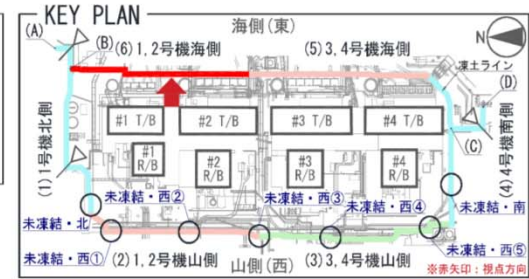 KEY PLAN
海側(東)
N
(A)
(B)
(6)1,2号機海側
(5)3,4号機海側
凍土ライン
(D)
#1 T/B
#2 T/B
#3 T/B
#4 T/B
(C)
(1)1号機北側
(4)4号機南側
#1
R/B
#2
R/B
#3
R/B
#4
R/B
未凍結・西②
未凍結・西③
未凍結・西④
未凍結・南
未凍結・北
未凍結・西①
(2)1,2号機山側
山側(西)
(3)3,4号機山側
未凍結・西⑤
※赤矢印:視点方向